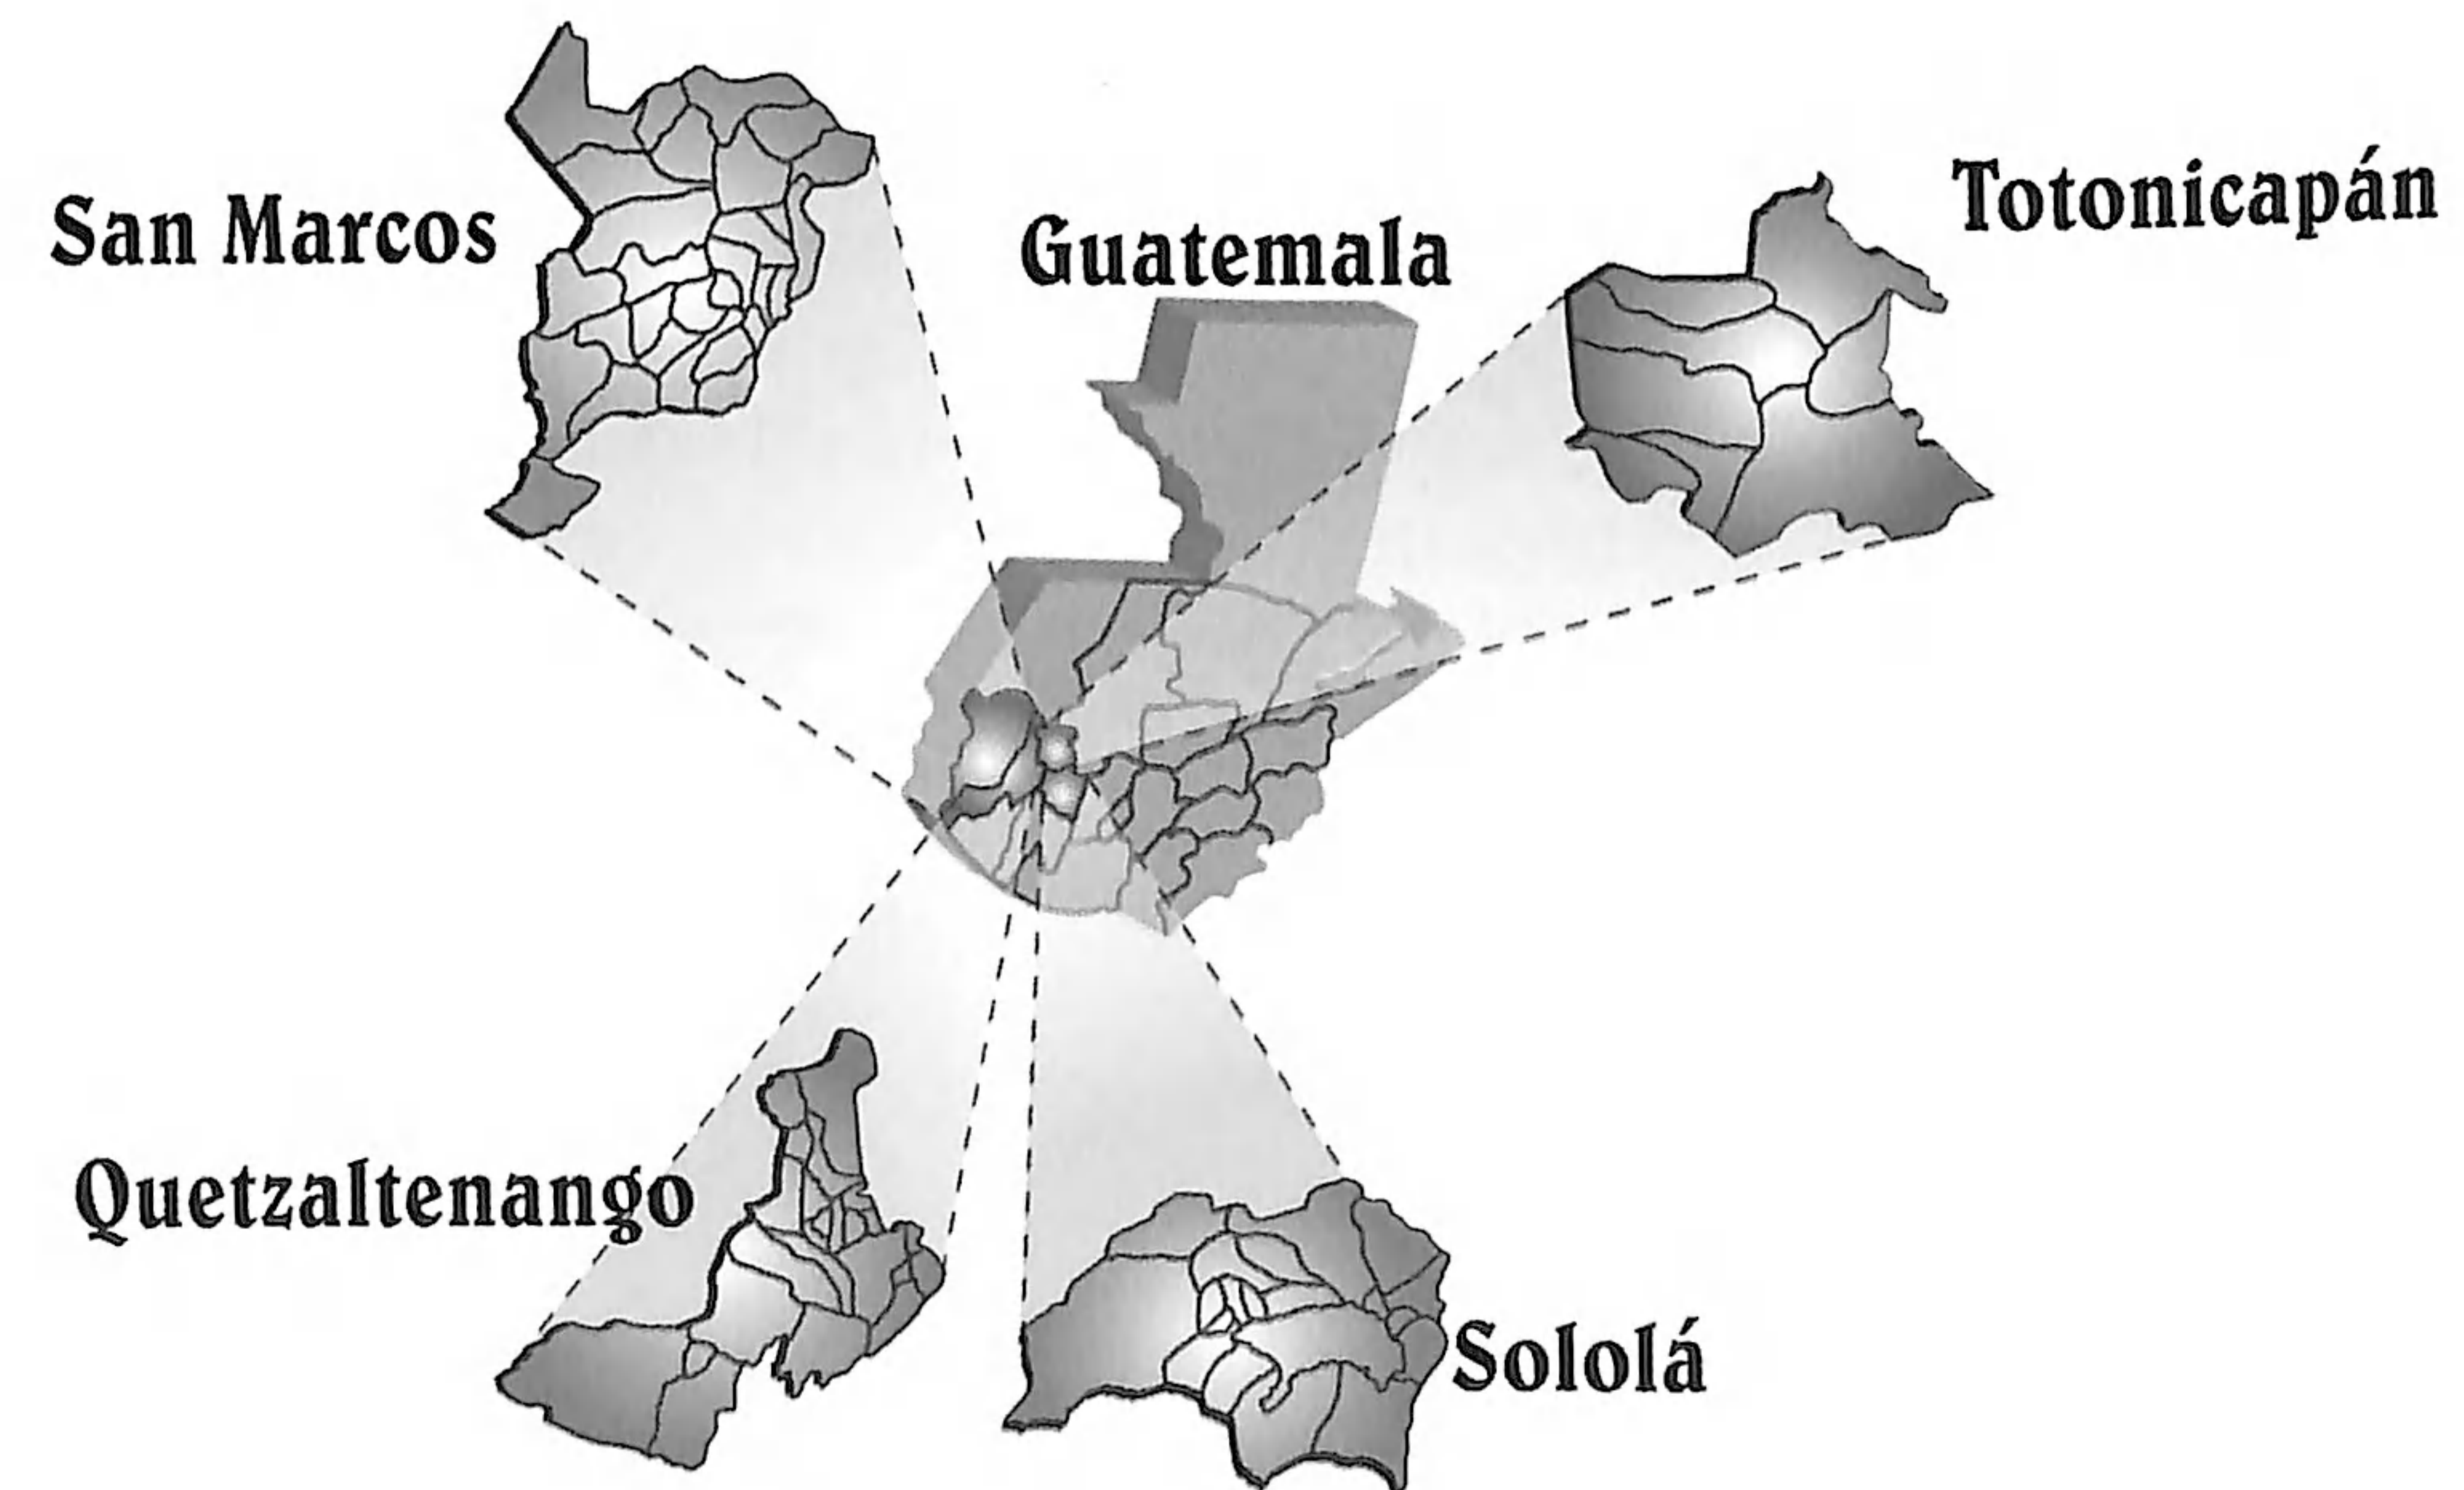 San Marcos
Guatemala
Totonicapán
Quetzaltenango
Sololá